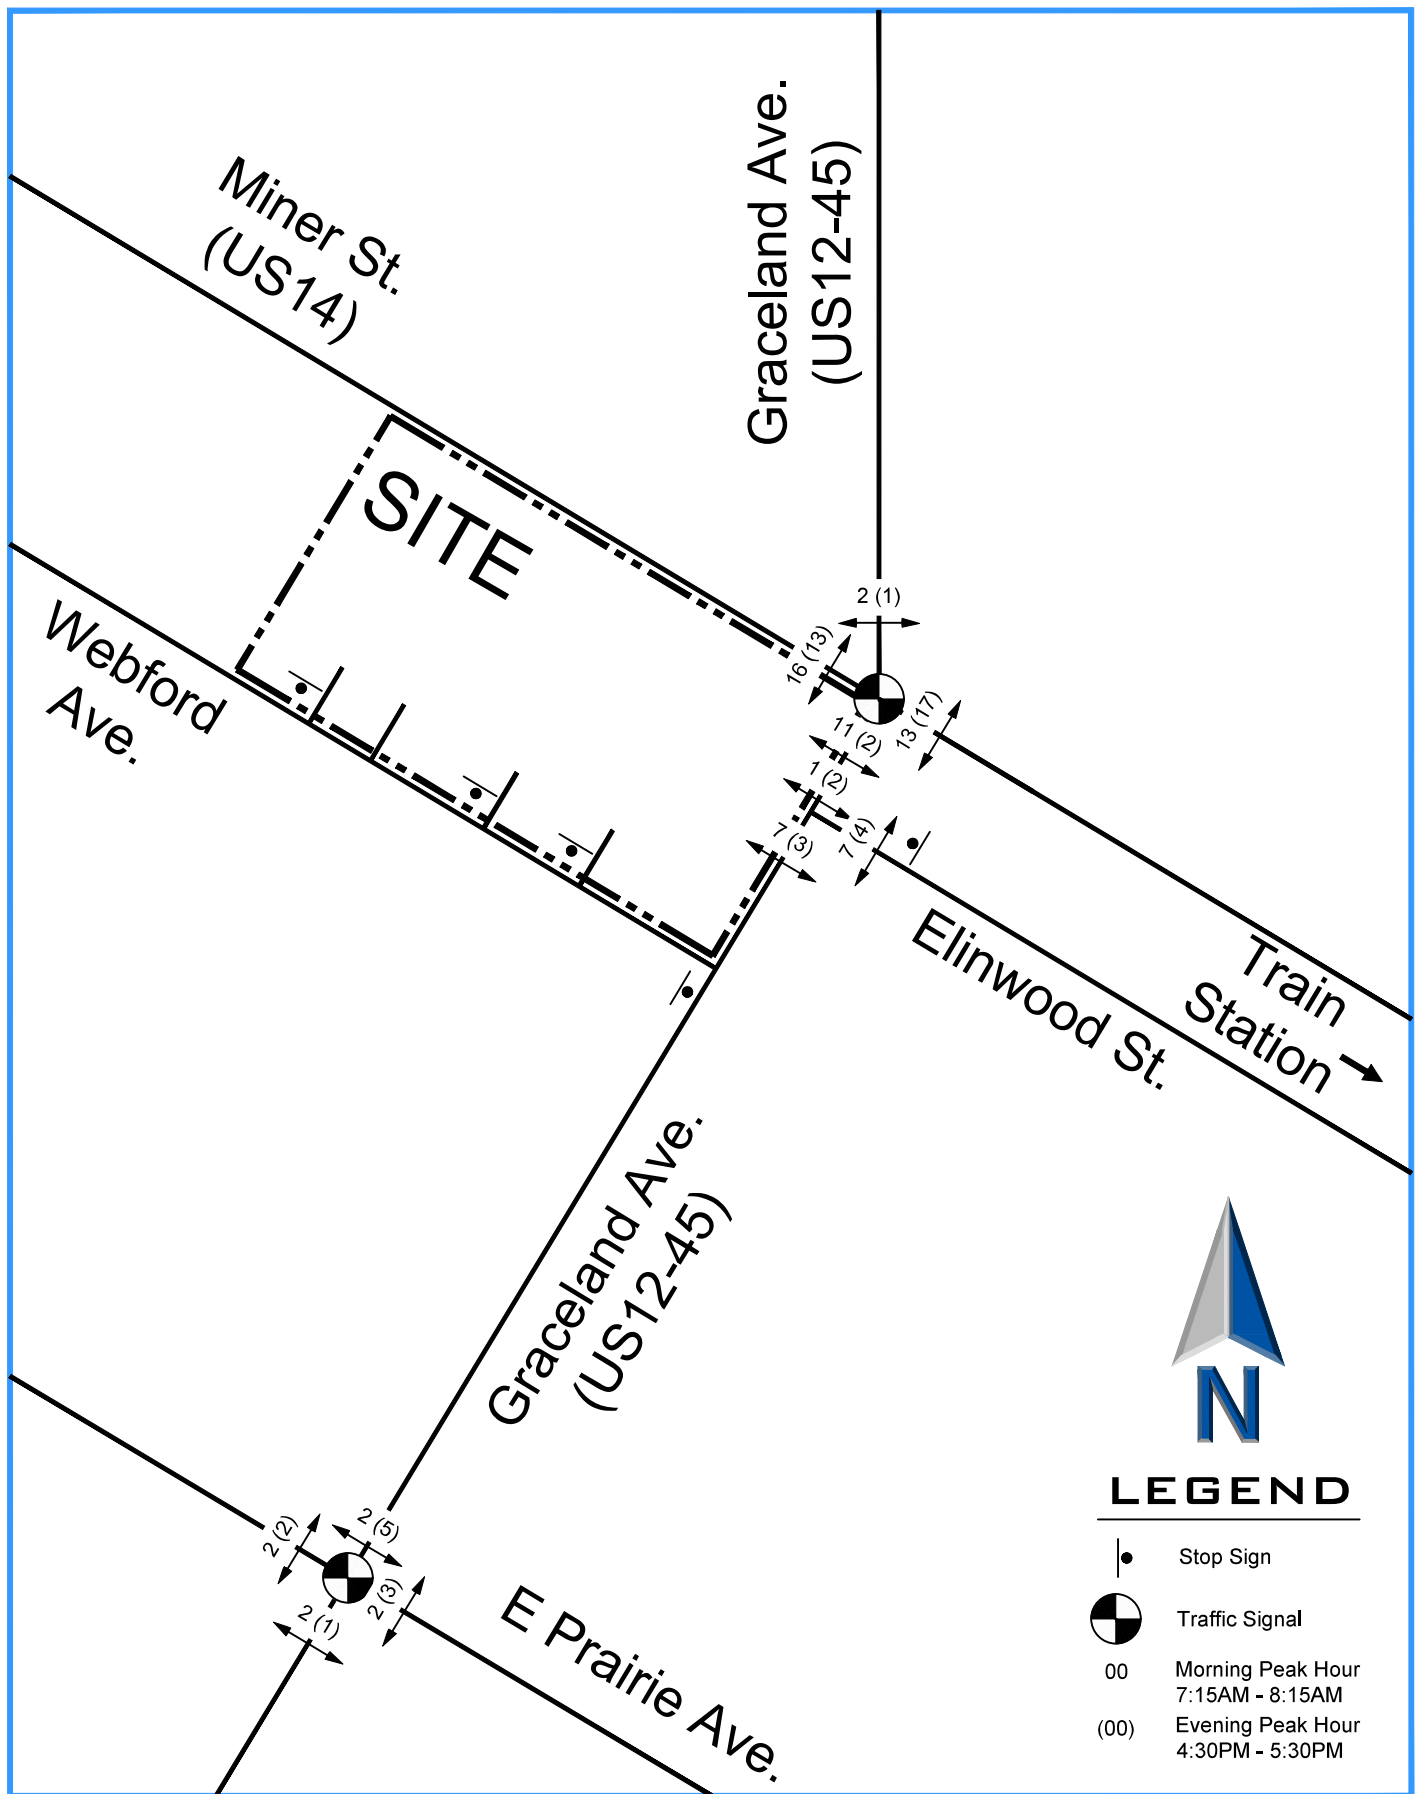 Graceland Ave.
(US12-45)
Miner St.
(US14)
SITE
Webford
Ave.
2 (1)
16 (13)
13 (17)
11 (2)
1 (2)
7 (3)
7 (4)
Elinwood St.
Train
Station
Graceland Ave.
(US12-45)
2 (2)
2 (5)
2 (3)
2 (1)
E Prairie Ave.
N
LEGEND
Stop Sign
Traffic Signal
00 Morning Peak Hour
7:15AM - 8:15AM
(00) Evening Peak Hour
4:30PM - 5:30PM